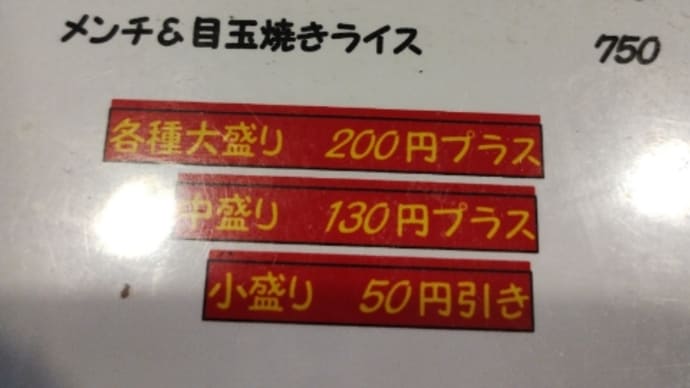 メンチ&目玉焼きライス 750
各種大盛り 200円プラス
中盛り 130円プラス
小盛り 50円引き